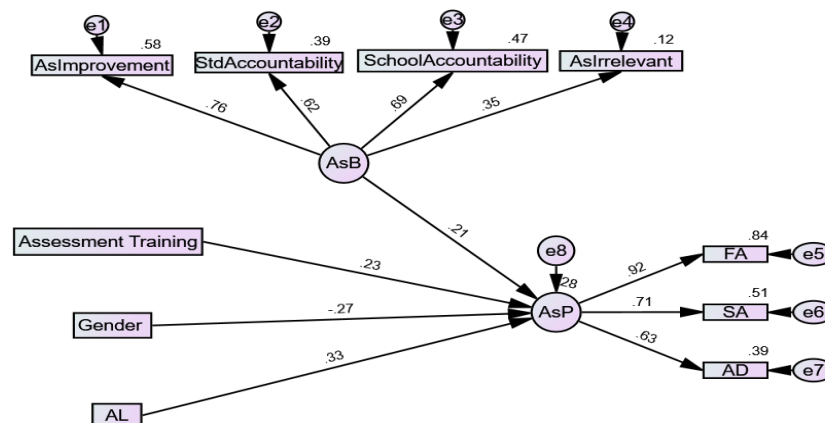 e1
e2
e3
e4
.58
.39
.47
.12
AsImprovement
StdAccountability
SchoolAccountability
AsIrrelevant
.76
.62
.69
.35
AsB
.21
Assessment Training
.23
e8
.28
.84
FA
e5
.92
Gender
-.27
AsP
.71
.51
SA
e6
.33
.63
.39
AD
e7
AL